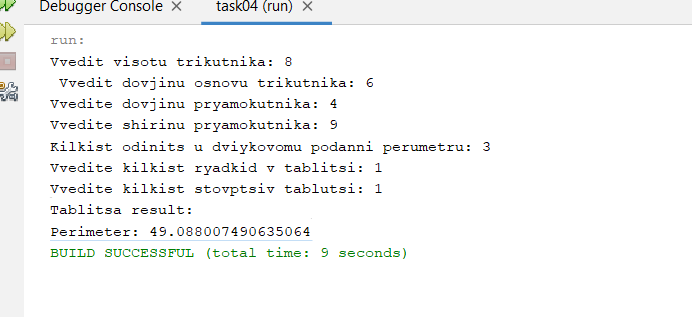 Debugger Console × task04 (run) ×
run:
Vvedit visotu trikutnika: 8
Vvedit dovjinu osnovu trikutnika: 6
Vvedite dovjinu pryamokutnika: 4
Vvedite shirinu pryamokutnika: 9
Kilkist odinits u dviykovomu podanni perumetru: 3
Vvedite kilkist ryadkid v tablitsi: 1
Vvedite kilkist stovptsiv tablutsi: 1
Tablitsa result:
Perimeter: 49.088007490635064
BUILD SUCCESSFUL (total time: 9 seconds)